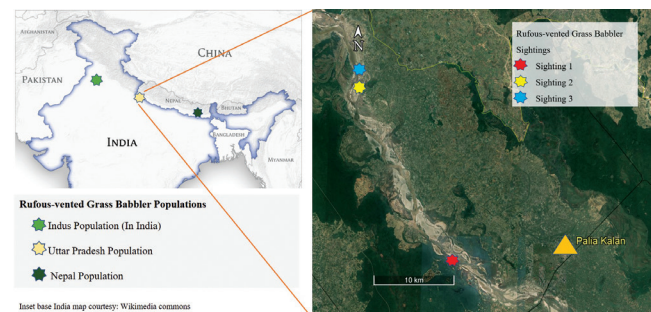 AFGHANISTAN
CHINA
PAKISTAN
NEPAL
BHUTAN
BANGLADESH
INDIA
MYANMAR
Rufous-vented Grass Babbler Populations
Indus Population (In India)
Uttar Pradesh Population
Nepal Population
Inset base India map courtesy: Wikimedia commons
N
Rufous-vented Grass Babbler
Sightings
Sighting 1
Sighting 2
Sighting 3
Palia Kalan
10 km